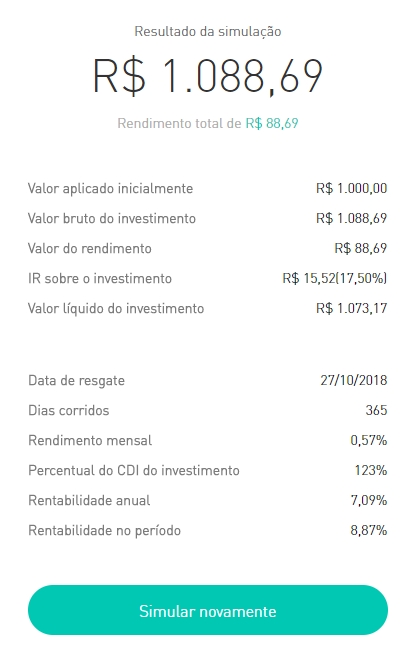 Resultado da simulação
R$ 1.088,69
Rendimento total de R$ 88,69
Valor aplicado inicialmente R$ 1.000,00
Valor bruto do investimento R$ 1.088,69
Valor do rendimento R$ 88,69
IR sobre o investimento R$ 15,52(17,50%)
Valor líquido do investimento R$ 1.073,17
Data de resgate 27/10/2018
Dias corridos 365
Rendimento mensal 0,57%
Percentual do CDI do investimento 123%
Rentabilidade anual 7,09%
Rentabilidade no período 8,87%
Simular novamente